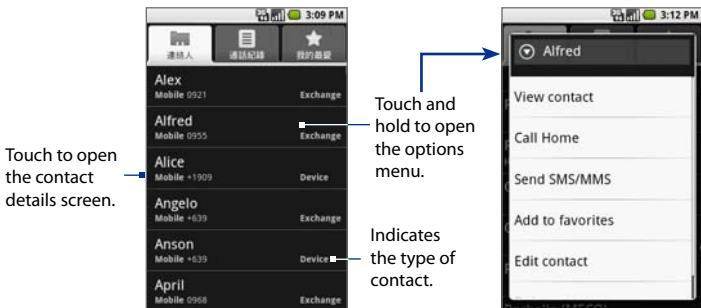 3:09 PM
連絡人
通話紀錄
我的最愛
Alex
Mobile 0921 Exchange
Alfred
Mobile 0955 Exchange
Alice
Mobile +1909 Device
Angelo
Mobile +639 Exchange
Anson
Mobile +639 Device
April
Mobile 0968 Exchange
Touch to open
the contact
details screen.
Touch and
hold to open
the options
menu.
Indicates
the type of
contact.
3:12 PM
Alfred
View contact
Call Home
Send SMS/MMS
Add to favorites
Edit contact